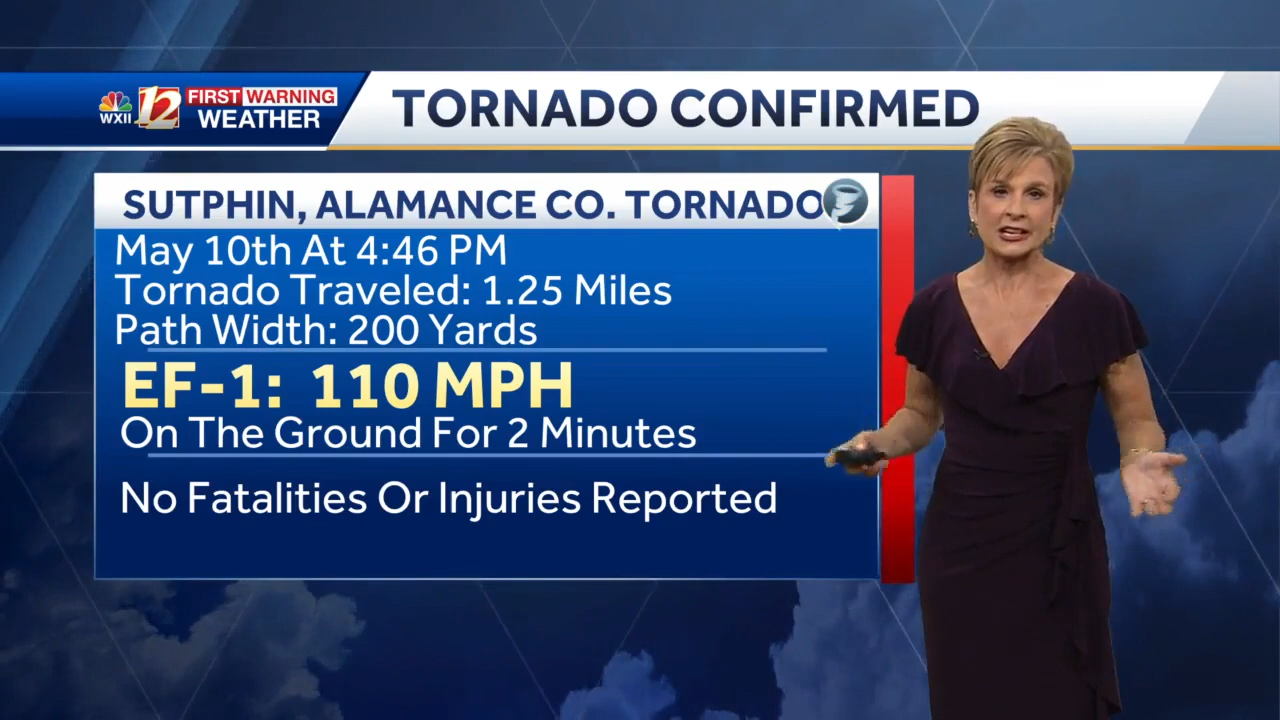 WXII 12 FIRST WARNING WEATHER
TORNADO CONFIRMED
SUTPHIN, ALAMANCE CO. TORNADO
May 10th At 4:46 PM
Tornado Traveled: 1.25 Miles
Path Width: 200 Yards
EF-1: 110 MPH
On The Ground For 2 Minutes
No Fatalities Or Injuries Reported